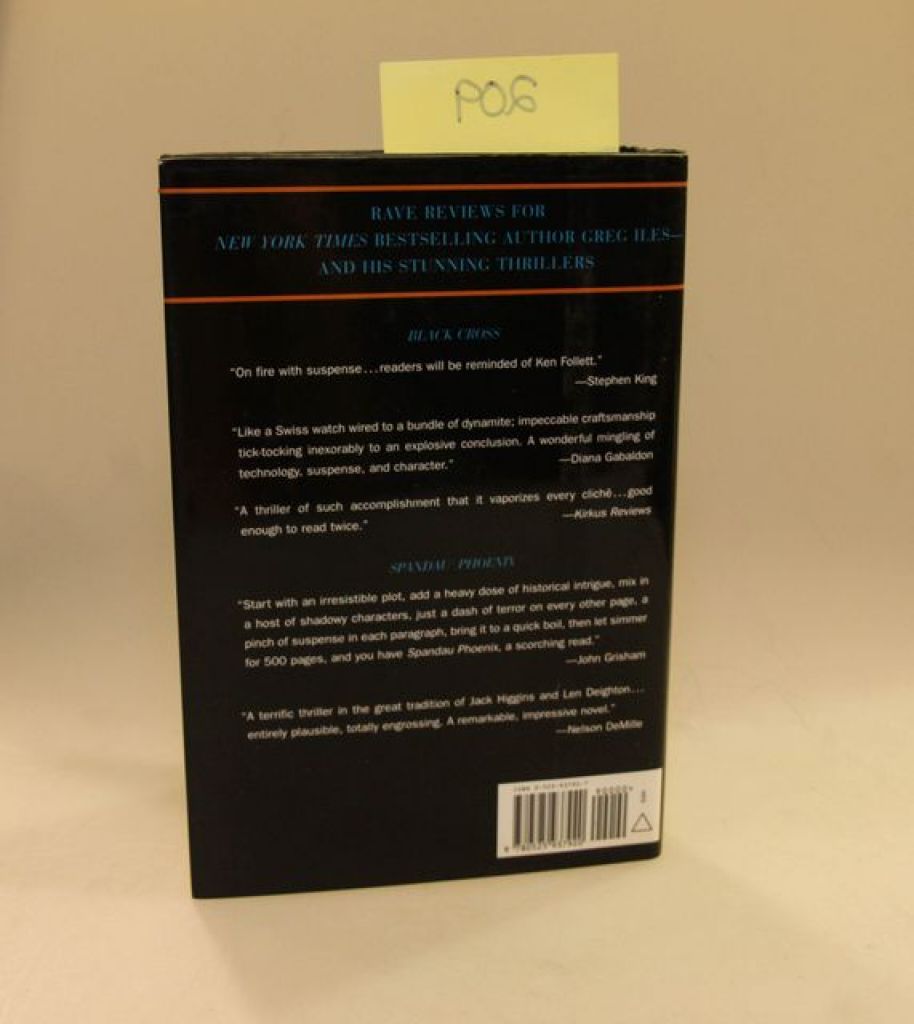 P06
RAVE REVIEWS FOR
NEW YORK TIMES BESTSELLING AUTHOR GREG ILES—
AND HIS STUNNING THRILLERS
BLACK CROSS
“On fire with suspense...readers will be reminded of Ken Follett.”
—Stephen King
“Like a Swiss watch wired to a bundle of dynamite; impeccable craftsmanship
tick-tocking inexorably to an explosive conclusion. A wonderful mingling of
technology, suspense, and character.” —Diana Gabaldon
“A thriller of such accomplishment that it vaporizes every cliché...good
enough to read twice.” —Kirkus Reviews
SPANDAU PHOENIX
“Start with an irresistible plot, add a heavy dose of historical intrigue, mix in
a host of shadowy characters, just a dash of terror on every other page, a
pinch of suspense in each paragraph, bring it to a quick boil, then let simmer
for 500 pages, and you have Spandau Phoenix, a scorching read.”
—John Grisham
“A terrific thriller in the great tradition of Jack Higgins and Len Deighton...
entirely plausible, totally engrossing. A remarkable, impressive novel.”
—Nelson DeMille
ISBN
90000